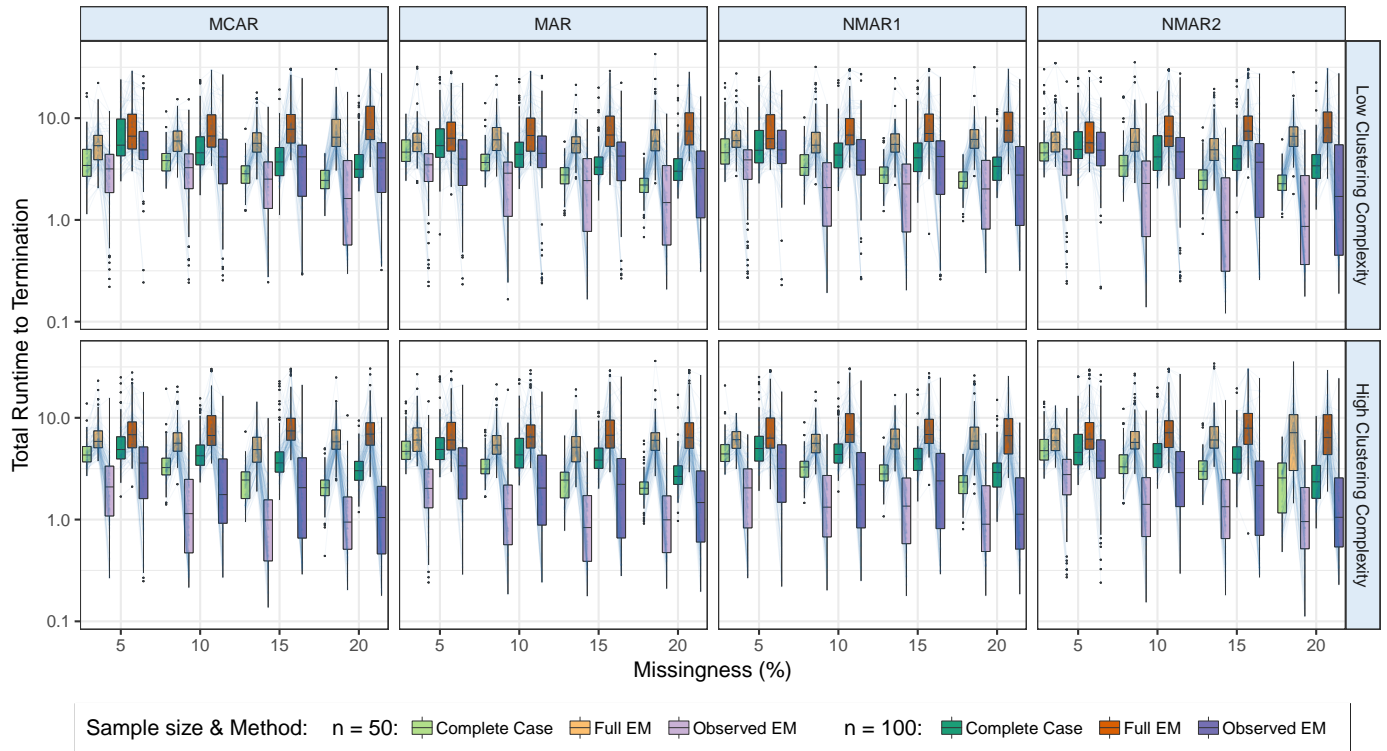 MCAR MAR NMAR1 NMAR2
Total Runtime to Termination
10.0
1.0
0.1
Low Clustering Complexity
10.0
1.0
0.1
High Clustering Complexity
5 10 15 20 5 10 15 20 5 10 15 20 5 10 15 20
Missingness (%)
Sample size & Method: n = 50: Complete Case Full EM Observed EM n = 100: Complete Case Full EM Observed EM